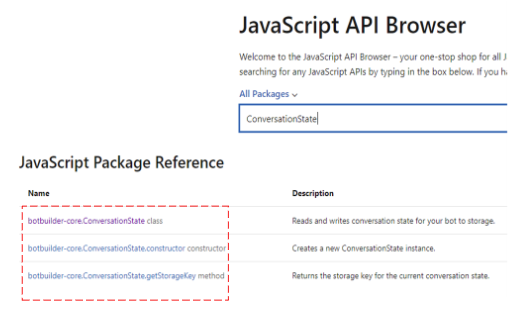 JavaScript API Browser
Welcome to the JavaScript API Browser – your one-stop shop for all J
searching for any JavaScript APIs by typing in the box below. If you h
All Packages
ConversationState
JavaScript Package Reference
Name Description
botbuilder-core.ConversationState class Reads and writes conversation state for your bot to storage.
botbuilder-core.ConversationState.constructor constructor Creates a new ConversationState instance.
botbuilder-core.ConversationState.getStorageKey method Returns the storage key for the current conversation state.